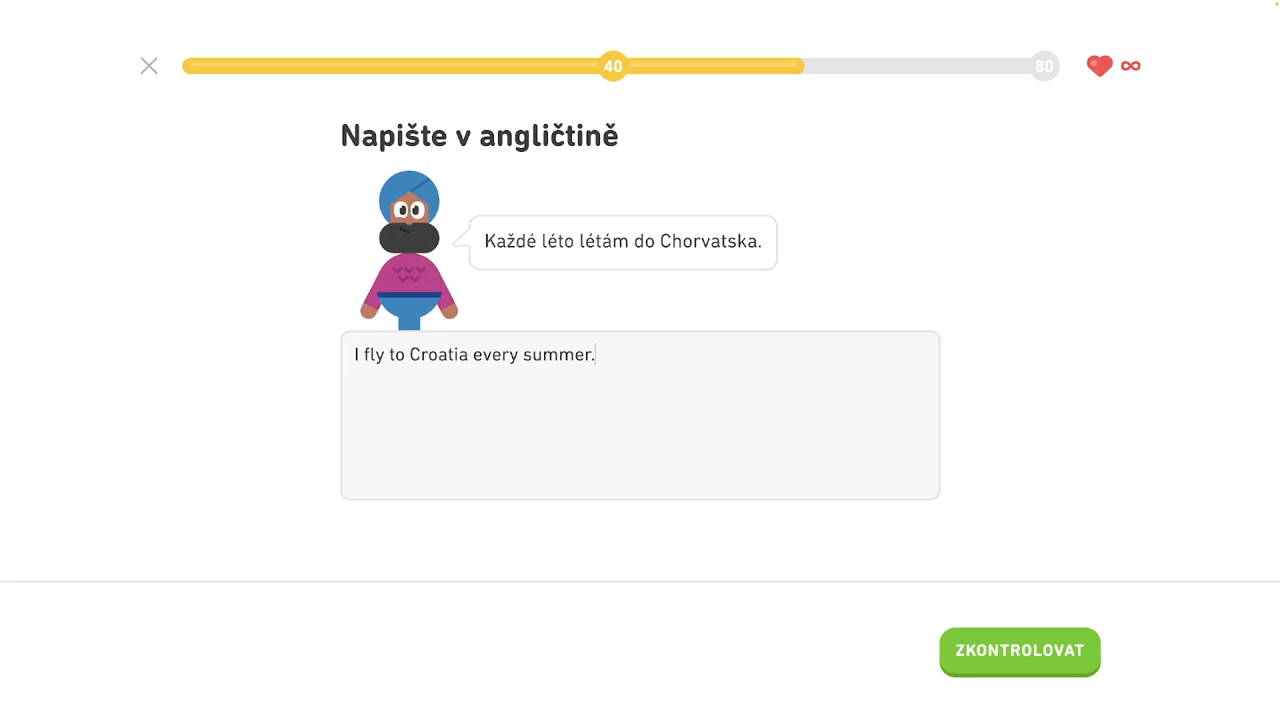 40
80
∞
Napište v angličtině
Každé léto létám do Chorvatska.
I fly to Croatia every summer.
ZKONTROLOVAT